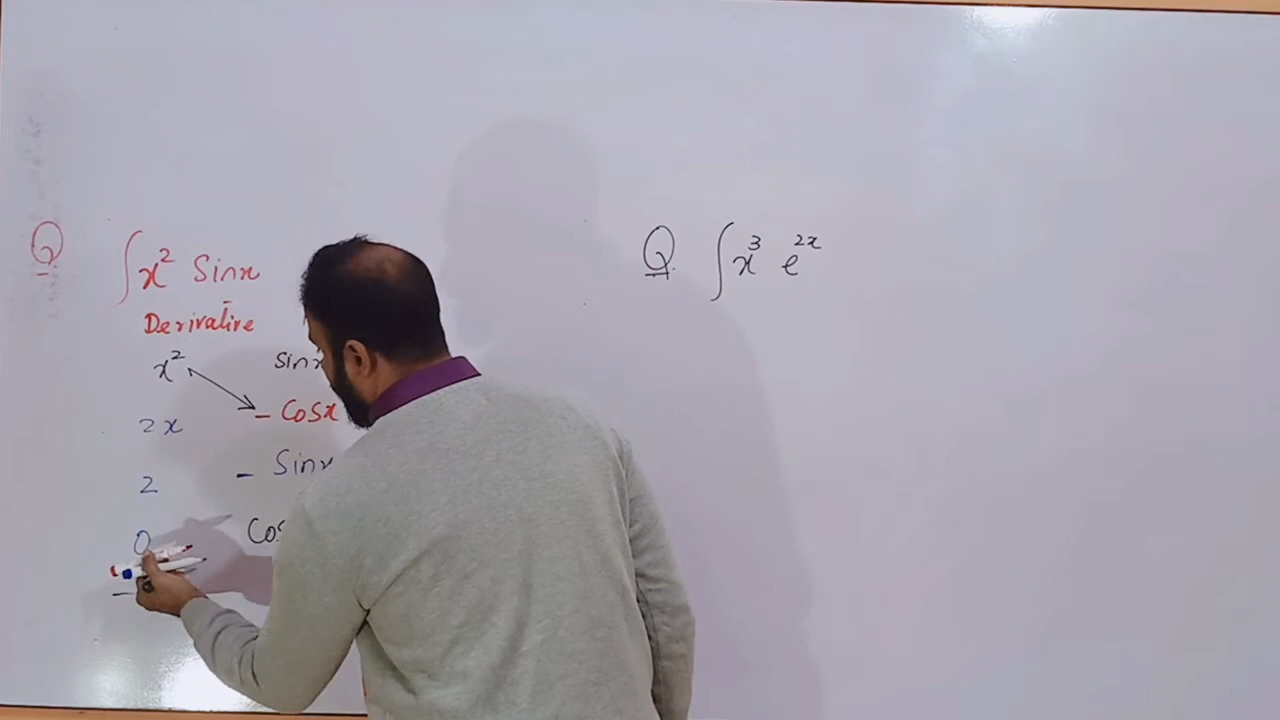 Q ∫x² Sinx
Derivative
x² sinx
2x - Cosx
2 - Sinx
0 Cos
Q. ∫x³ e²ˣ